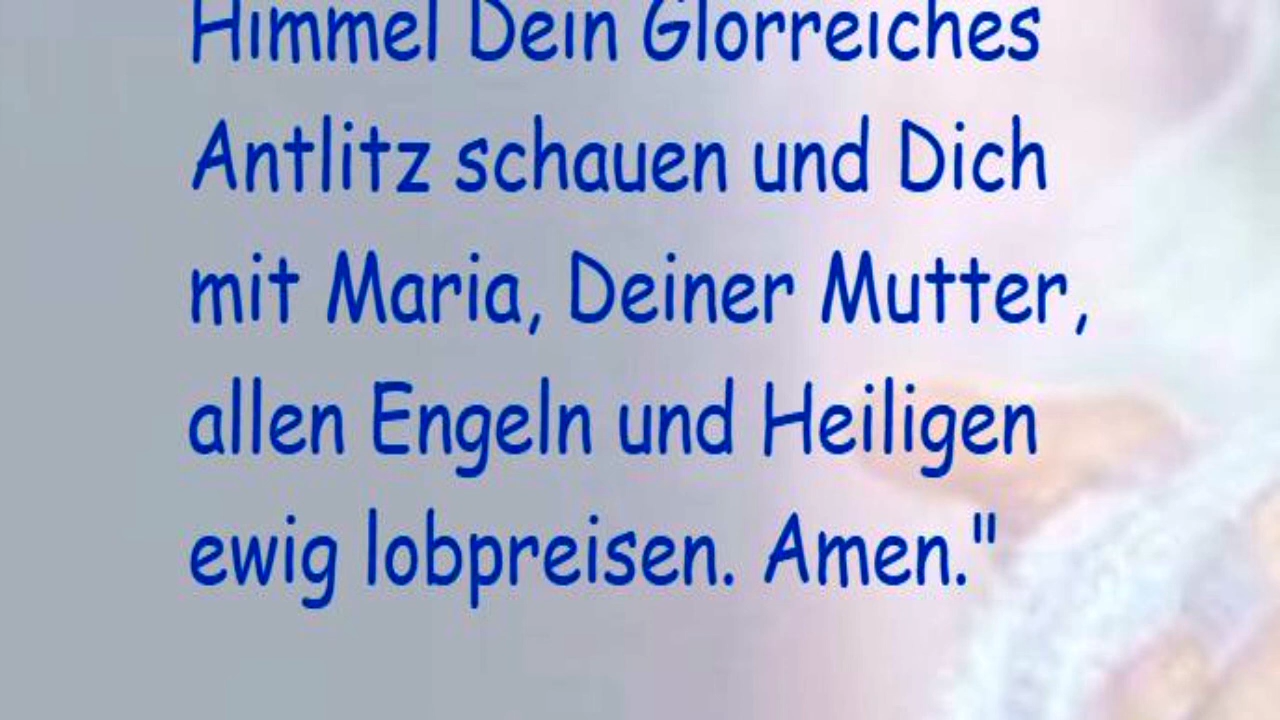 Himmel Dein Glorreiches
Antlitz schauen und Dich
mit Maria, Deiner Mutter,
allen Engeln und Heiligen
ewig lobpreisen. Amen."